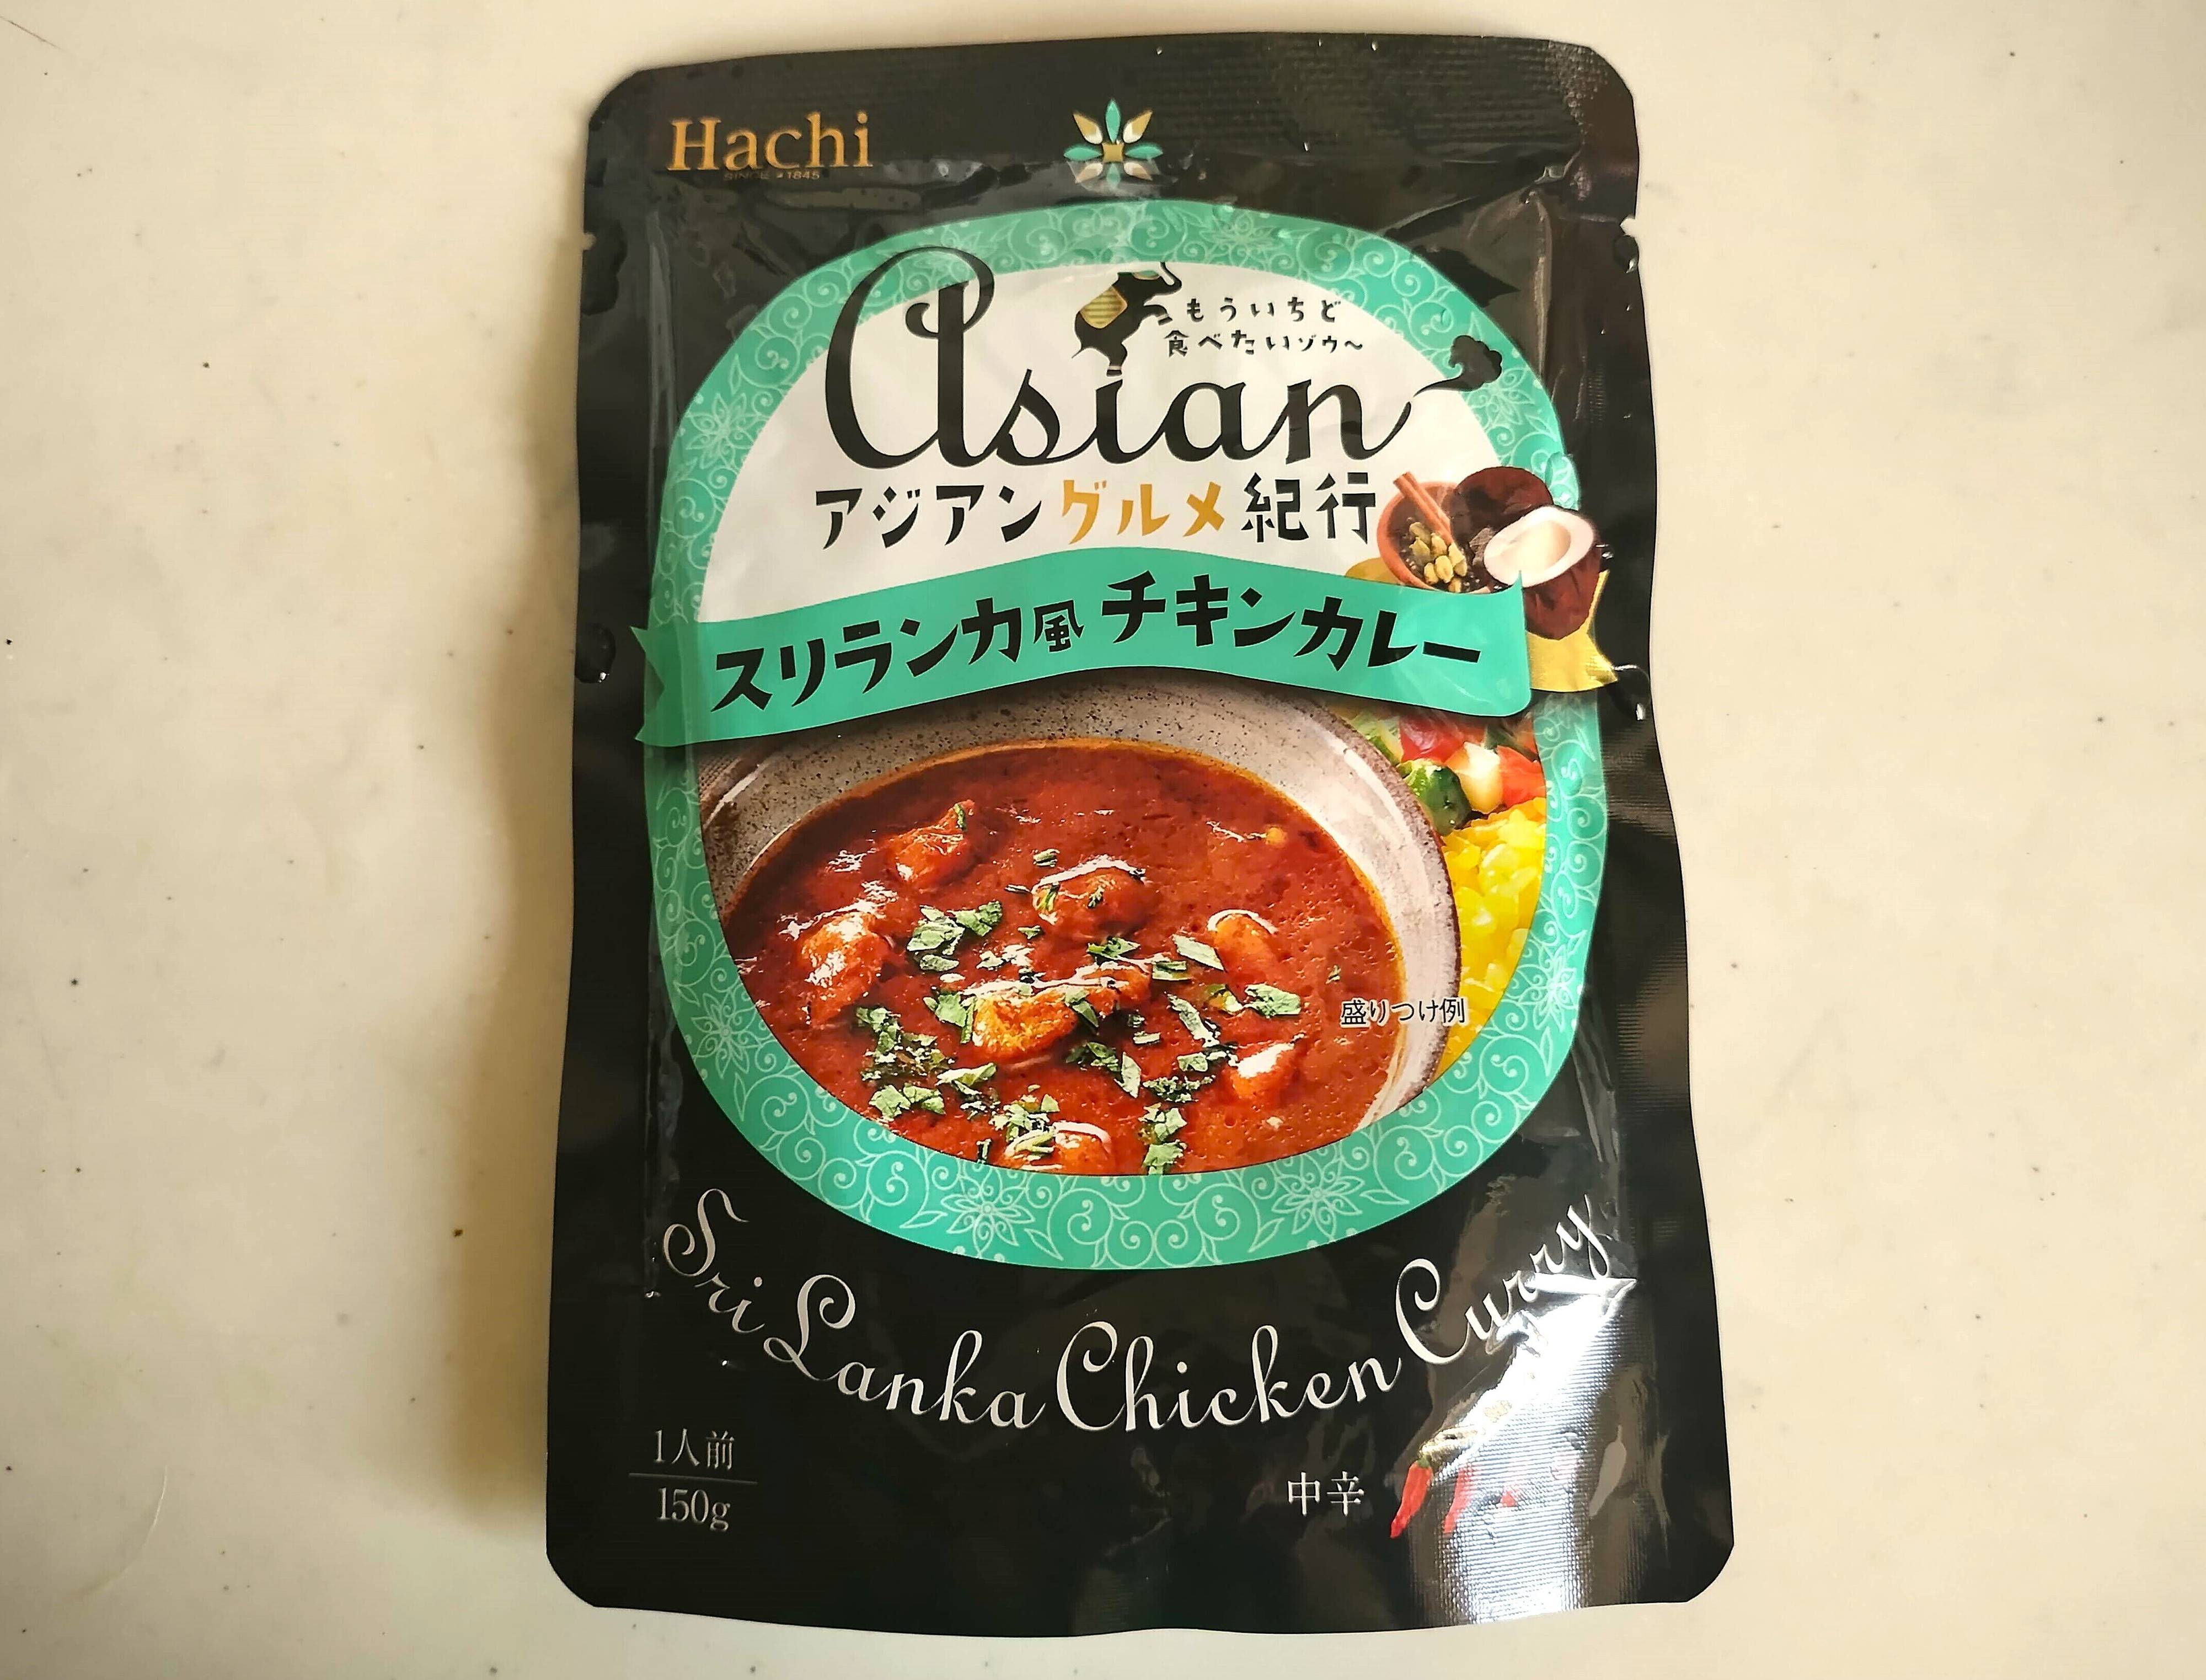 Hachi
SINCE 1845
もういちど
食べたいゾウ～
Asian
アジアングルメ紀行
スリランカ風チキンカレー
盛りつけ例
Sri Lanka Chicken Curry
1人前
150g
中辛